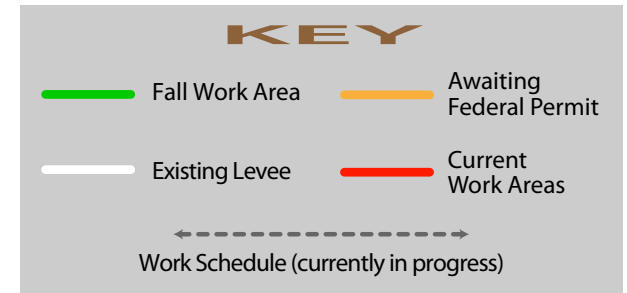 KEY
Fall Work Area
Awaiting
Federal Permit
Existing Levee
Current
Work Areas
Work Schedule (currently in progress)